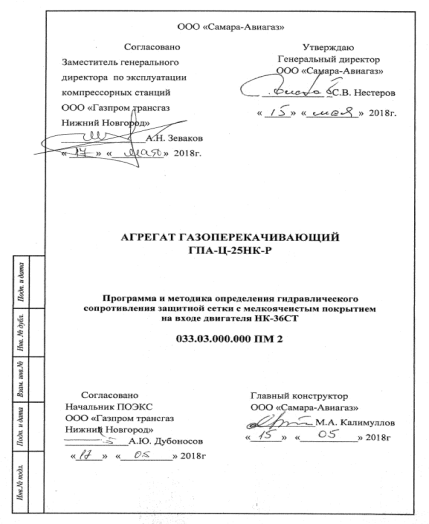 ООО «Самара-Авиагаз»
Согласовано
Заместитель генерального
директора по эксплуатации
компрессорных станций
ООО «Газпром трансгаз
Нижний Новгород»
А.Н. Зеваков
« 17 » « мая » 2018г.
Утверждаю
Генеральный директор
ООО «Самара-Авиагаз»
С.В. Нестеров
« 15 » « мая » 2018г.
АГРЕГАТ ГАЗОПЕРЕКАЧИВАЮЩИЙ
ГПА-Ц-25НК-Р
Программа и методика определения гидравлического
сопротивления защитной сетки с мелкоячеистым покрытием
на входе двигателя НК-36СТ
033.03.000.000 ПМ 2
Согласовано
Начальник ПОЭКС
ООО «Газпром трансгаз
Нижний Новгород»
А.Ю. Дубоносов
« 17 » « 05 » 2018г
Главный конструктор
ООО «Самара-Авиагаз»
М.А. Калимуллов
« 15 » « 05 » 2018г
Подп. и дата
Инв. № дубл.
Взам. инв.№
Подп. и дата
Инв.№ подл.